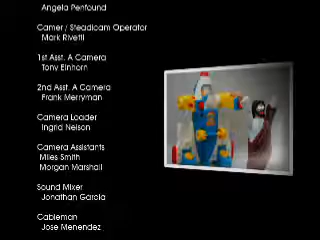 Angela Penfound
Camer / Steadicam Operator
Mark Rivetti
1st Asst. A Camera
Tony Einhorn
2nd Asst. A Camera
Frank Merryman
Camera Loader
Ingrid Nelson
Camera Assistants
Miles Smith
Morgan Marshall
Sound Mixer
Jonathan Garcia
Cableman
Jose Menendez